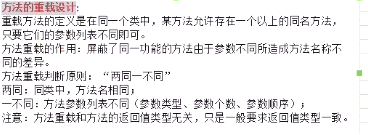 方法的重载设计:
重载方法的定义是在同一个类中，某方法允许存在一个以上的同名方法，
只要它们的参数列表不同即可。
方法重载的作用：屏蔽了同一功能的方法由于参数不同所造成方法名称不
同的差异。
方法重载判断原则：“两同一不同”
两同：同类中，方法名相同；
一不同：方法参数列表不同（参数类型、参数个数、参数顺序）；
注意：方法重载和方法的返回值类型无关，只是一般要求返回值类型一致。